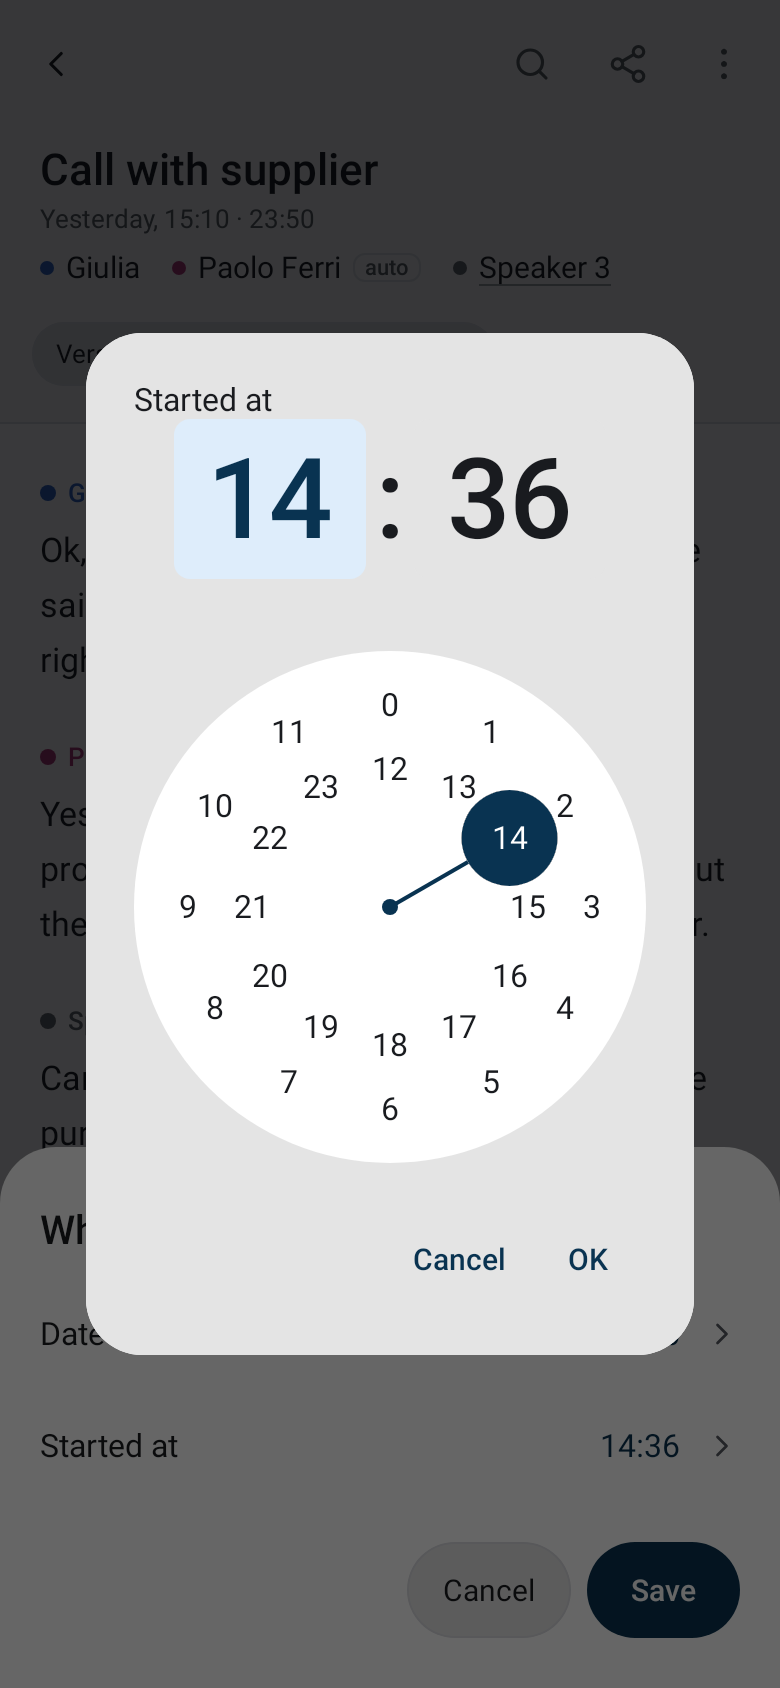 Call with supplier
Yesterday, 15:10 · 23:50
Giulia Paolo Ferri auto Speaker 3
Started at
14 : 36
0
11 1
12
23 13
10 2
22 14
9 21 15 3
20 16
8 4
19 17
18
7 5
6
Cancel OK
Date
Started at 14:36
Cancel Save